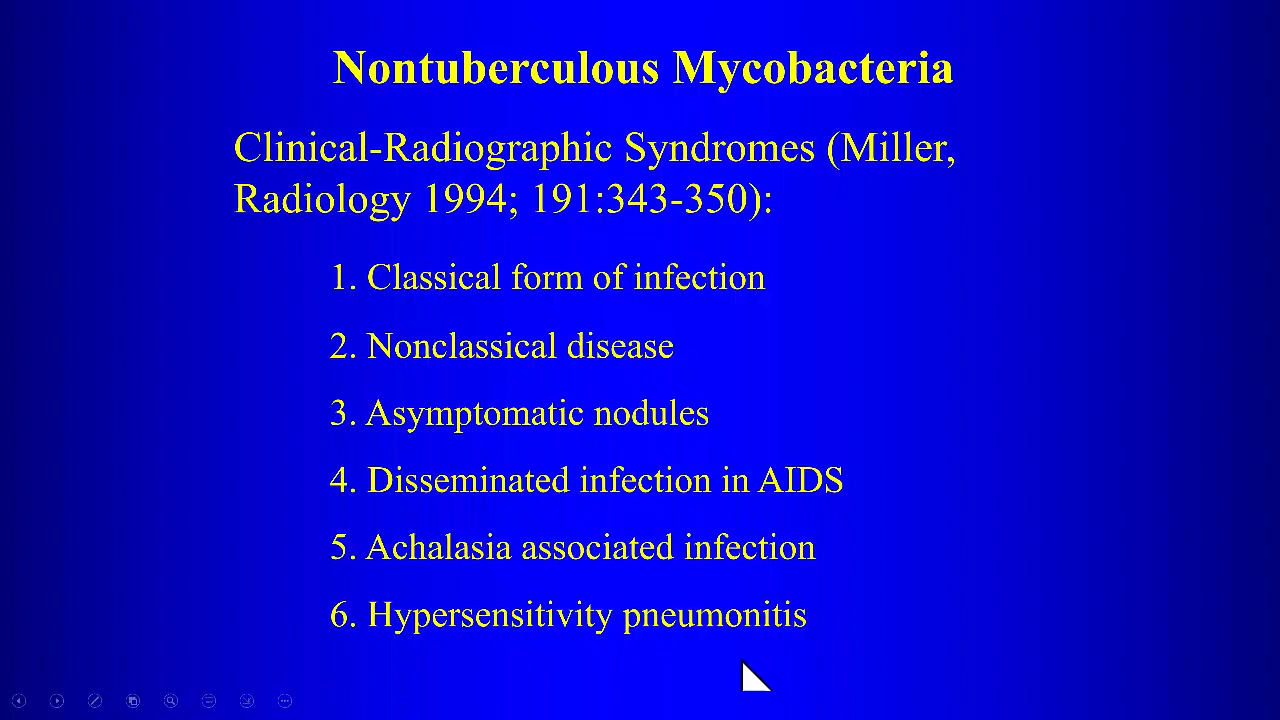 Nontuberculous Mycobacteria
Clinical-Radiographic Syndromes (Miller,
Radiology 1994; 191:343-350):
1. Classical form of infection
2. Nonclassical disease
3. Asymptomatic nodules
4. Disseminated infection in AIDS
5. Achalasia associated infection
6. Hypersensitivity pneumonitis